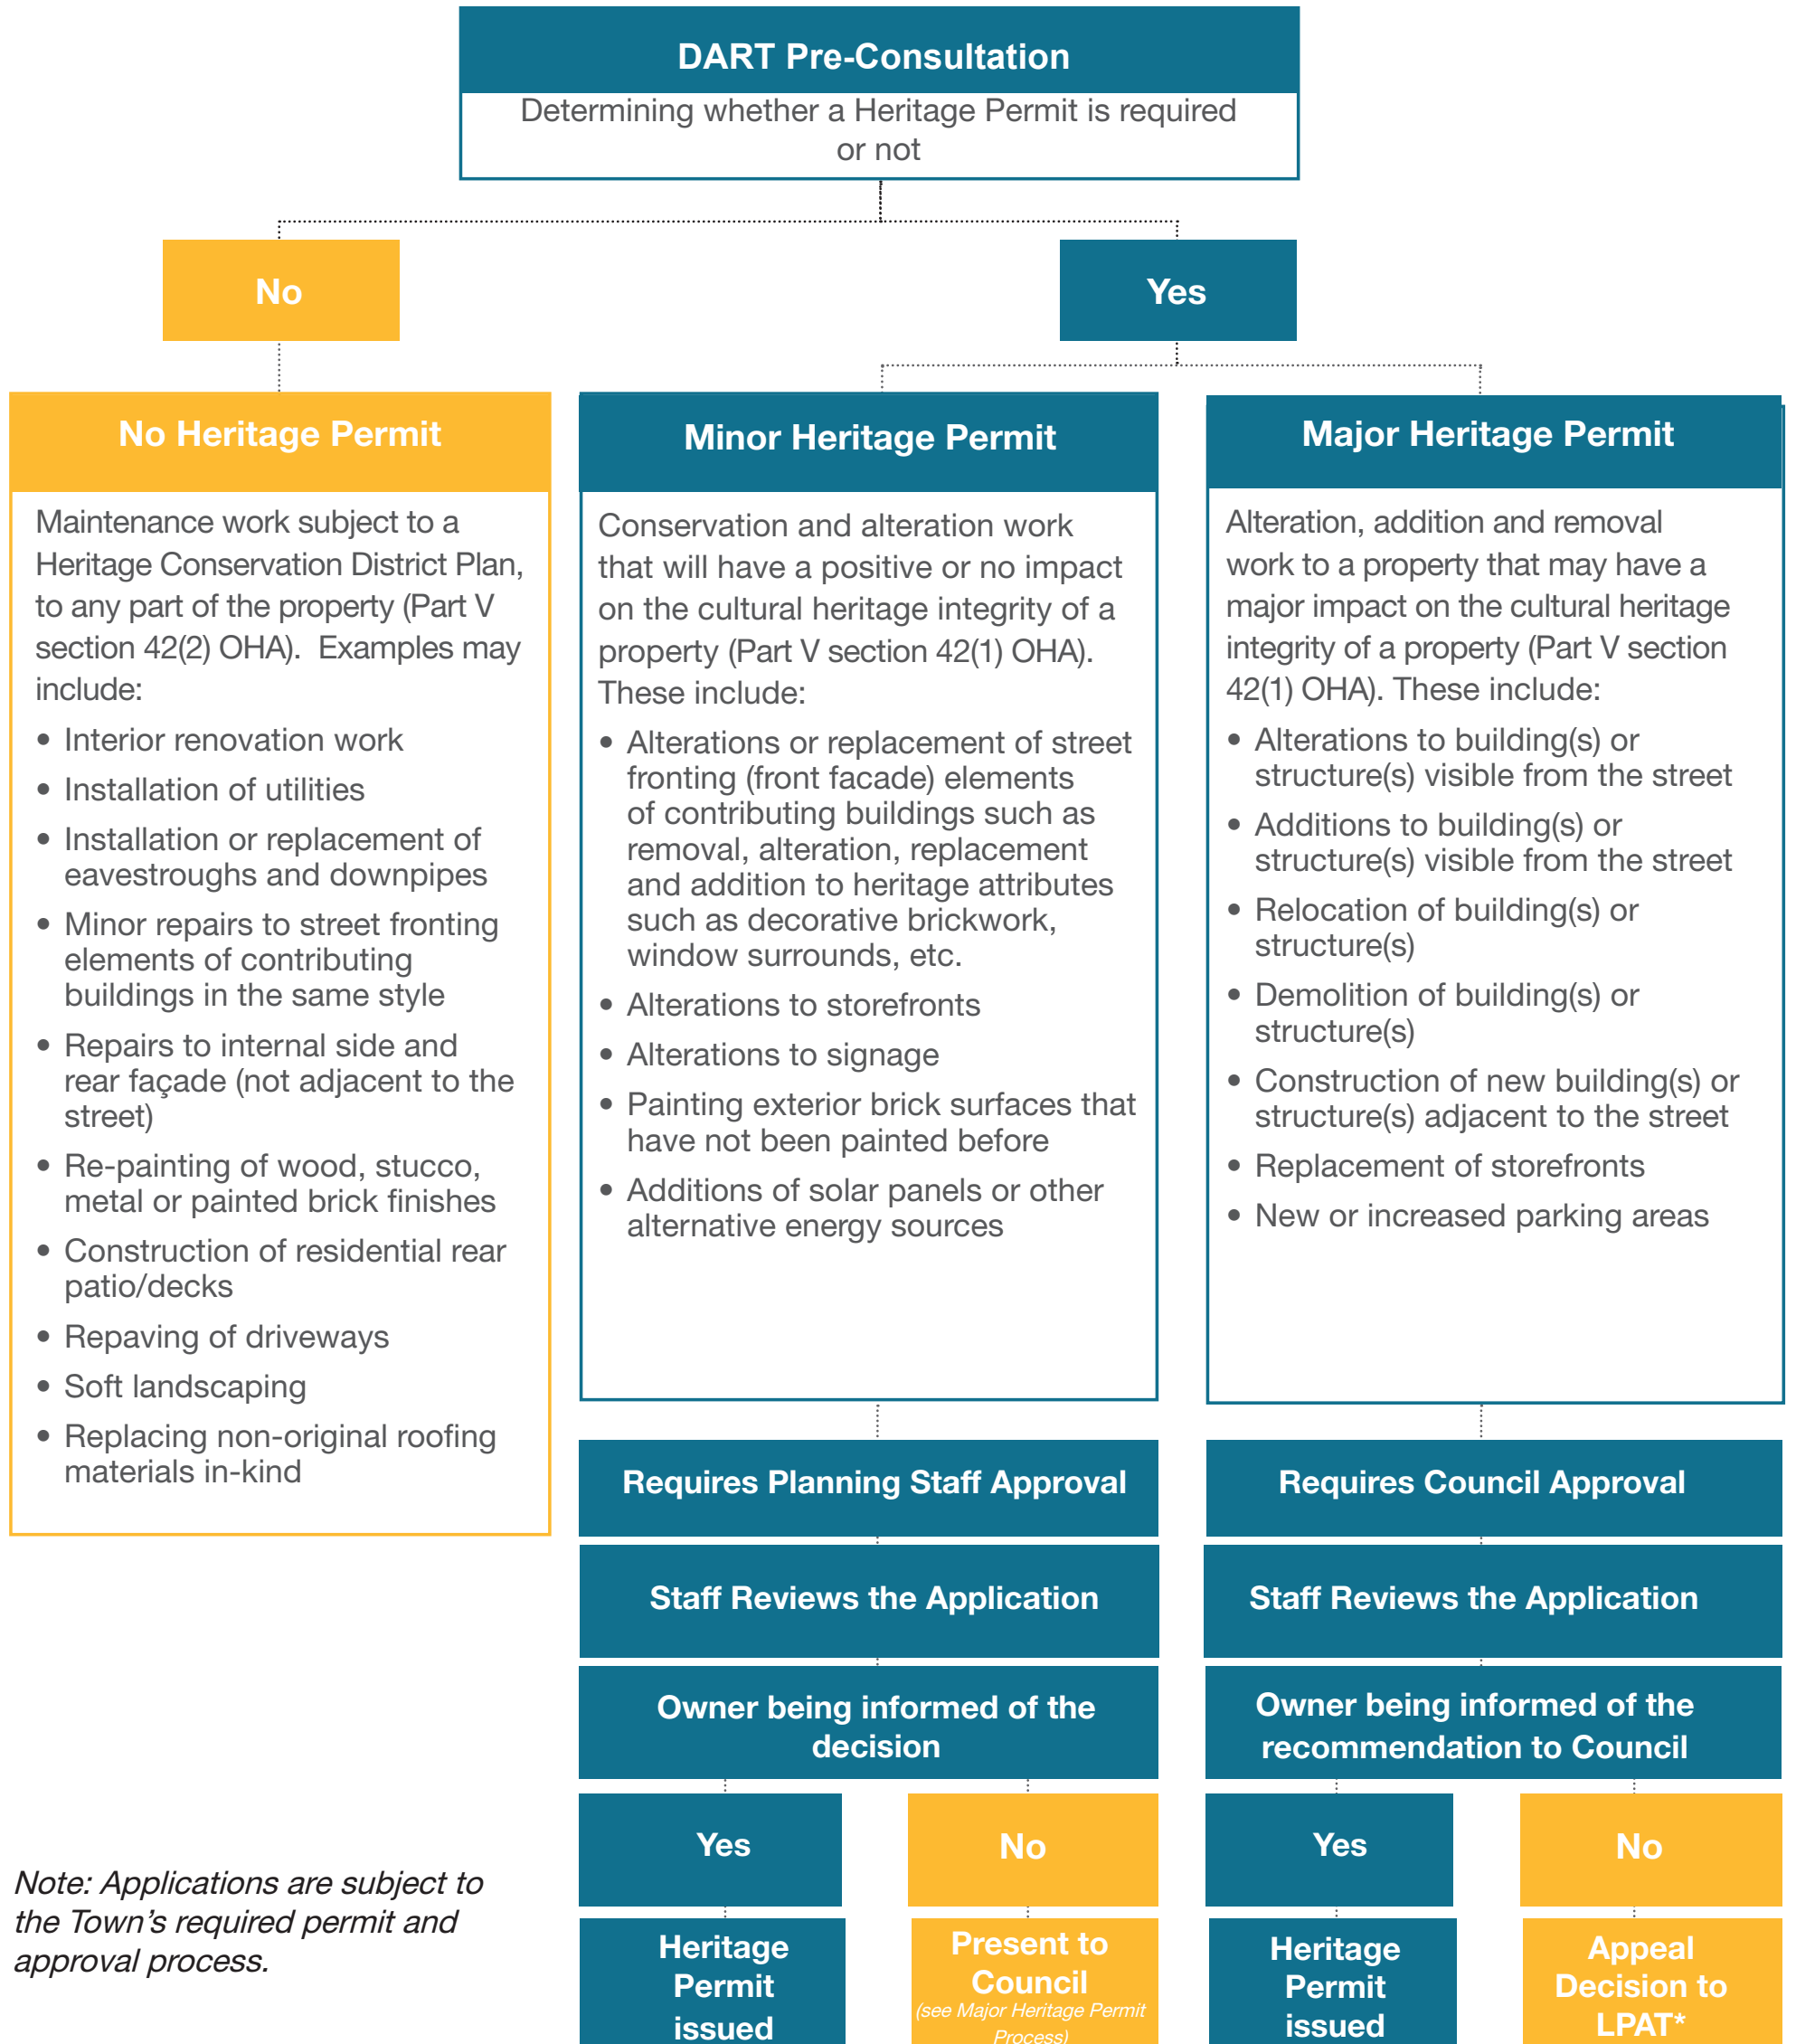 DART Pre-Consultation
Determining whether a Heritage Permit is required
or not
No
Yes
No Heritage Permit
Maintenance work subject to a
Heritage Conservation District Plan,
to any part of the property (Part V
section 42(2) OHA). Examples may
include:
• Interior renovation work
• Installation of utilities
• Installation or replacement of
eavestroughs and downpipes
• Minor repairs to street fronting
elements of contributing
buildings in the same style
• Repairs to internal side and
rear façade (not adjacent to the
street)
• Re-painting of wood, stucco,
metal or painted brick finishes
• Construction of residential rear
patio/decks
• Repaving of driveways
• Soft landscaping
• Replacing non-original roofing
materials in-kind
Minor Heritage Permit
Conservation and alteration work
that will have a positive or no impact
on the cultural heritage integrity of a
property (Part V section 42(1) OHA).
These include:
• Alterations or replacement of street
fronting (front facade) elements
of contributing buildings such as
removal, alteration, replacement
and addition to heritage attributes
such as decorative brickwork,
window surrounds, etc.
• Alterations to storefronts
• Alterations to signage
• Painting exterior brick surfaces that
have not been painted before
• Additions of solar panels or other
alternative energy sources
Major Heritage Permit
Alteration, addition and removal
work to a property that may have a
major impact on the cultural heritage
integrity of a property (Part V section
42(1) OHA). These include:
• Alterations to building(s) or
structure(s) visible from the street
• Additions to building(s) or
structure(s) visible from the street
• Relocation of building(s) or
structure(s)
• Demolition of building(s) or
structure(s)
• Construction of new building(s) or
structure(s) adjacent to the street
• Replacement of storefronts
• New or increased parking areas
Requires Planning Staff Approval
Staff Reviews the Application
Owner being informed of the
decision
Yes
No
Heritage
Permit
issued
Present to
Council
(see Major Heritage Permit
Process)
Requires Council Approval
Staff Reviews the Application
Owner being informed of the
recommendation to Council
Yes
No
Heritage
Permit
issued
Appeal
Decision to
LPAT*
Note: Applications are subject to
the Town's required permit and
approval process.